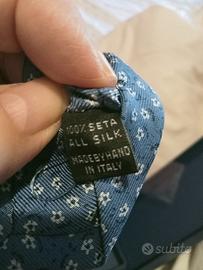 100% SETA
ALL SILK
MADE BY HAND
IN ITALY
subito